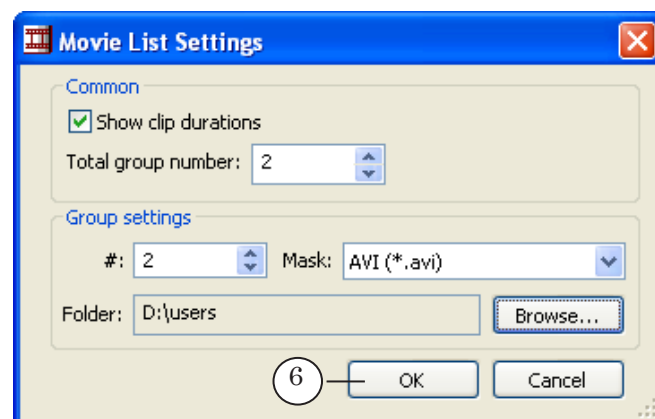 Movie List Settings
Common
Show clip durations
Total group number: 2
Group settings
#: 2 Mask: AVI (*.avi)
Folder: D:\users Browse...
6 OK Cancel